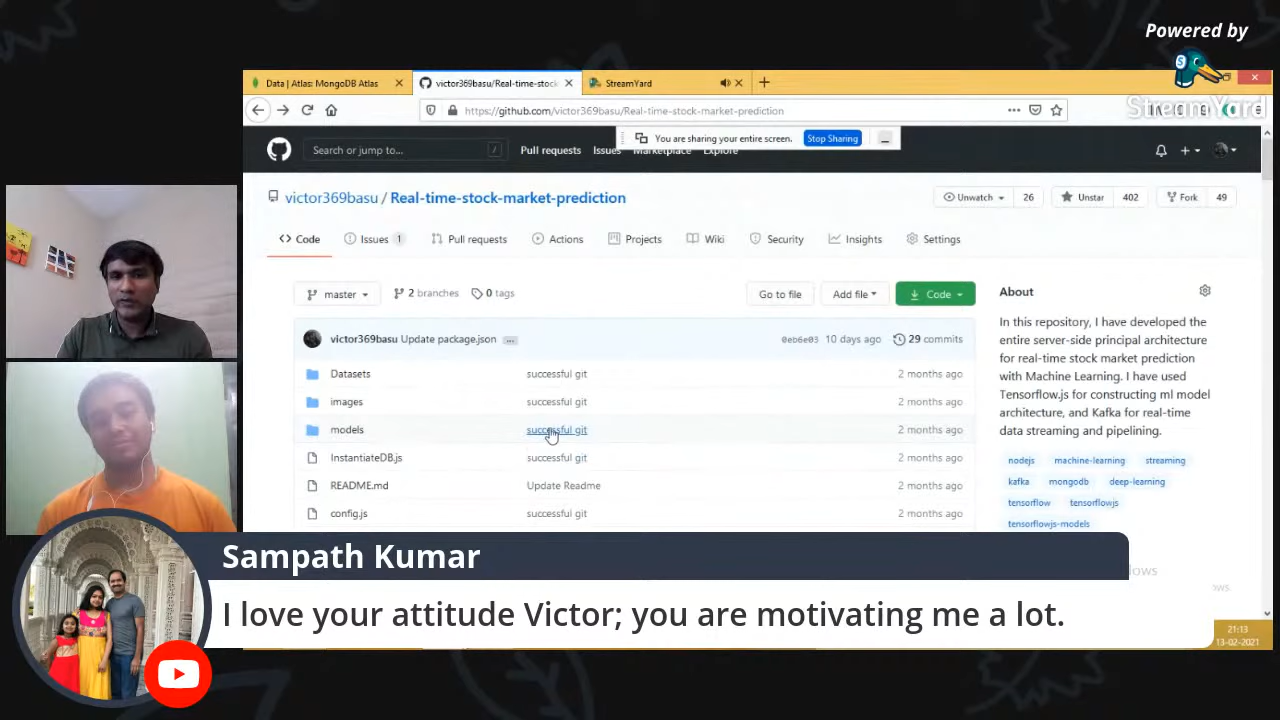 Powered by
StreamYard
Data | Atlas: MongoDB Atlas
victor369basu/Real-time-stock
StreamYard
https://github.com/victor369basu/Real-time-stock-market-prediction
You are sharing your entire screen.
Stop Sharing
Search or jump to...
/
Pull requests
Issues
Marketplace
Explore
victor369basu / Real-time-stock-market-prediction
Unwatch
26
Unstar
402
Fork
49
Code
Issues 1
Pull requests
Actions
Projects
Wiki
Security
Insights
Settings
master
2 branches
0 tags
Go to file
Add file
Code
victor369basu Update package.json
...
0eb6e03
10 days ago
29 commits
Datasets
successful git
2 months ago
images
successful git
2 months ago
models
successful git
2 months ago
InstantiateDB.js
successful git
2 months ago
README.md
Update Readme
2 months ago
config.js
successful git
2 months ago
About
In this repository, I have developed the
entire server-side principal architecture
for real-time stock market prediction
with Machine Learning. I have used
Tensorflow.js for constructing ml model
architecture, and Kafka for real-time
data streaming and pipelining.
nodejs machine-learning streaming
kafka mongodb deep-learning
tensorflow tensorflowjs
tensorflowjs-models
Sampath Kumar
I love your attitude Victor; you are motivating me a lot.
21:13
13-02-2021